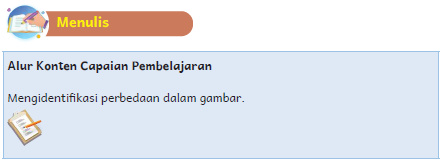 Menulis
Alur Konten Capaian Pembelajaran
Mengidentifikasi perbedaan dalam gambar.